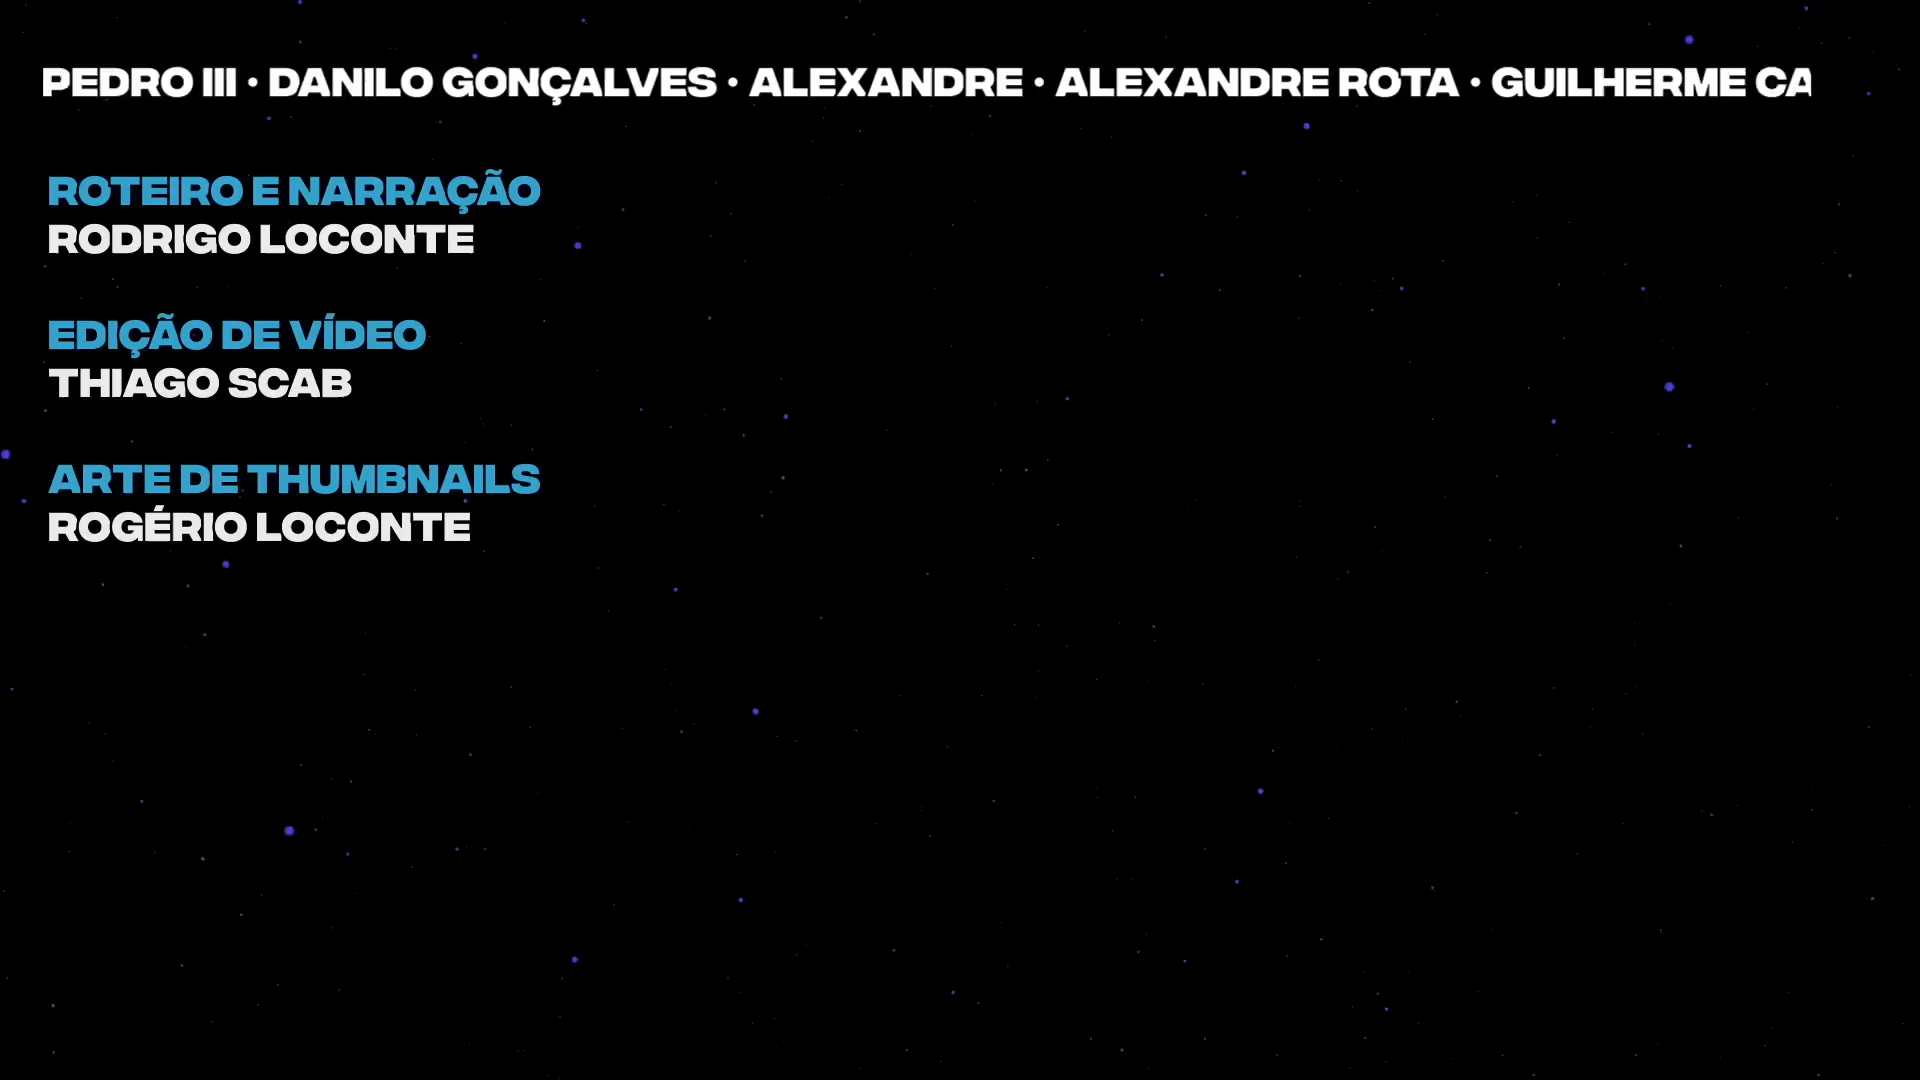 PEDRO III • DANILO GONÇALVES • ALEXANDRE • ALEXANDRE ROTA • GUILHERME
ROTEIRO E NARRAÇÃO
RODRIGO LOCONTE
EDIÇÃO DE VÍDEO
THIAGO SCAB
ARTE DE THUMBNAILS
ROGÉRIO LOCONTE